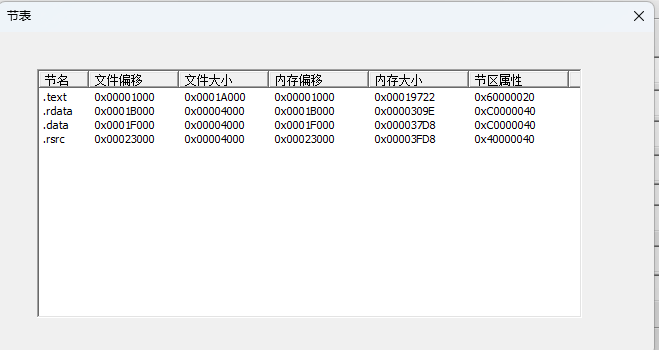 节表
节名 文件偏移 文件大小 内存偏移 内存大小 节区属性
.text 0x00001000 0x0001A000 0x00001000 0x00019722 0x60000020
.rdata 0x0001B000 0x00004000 0x0001B000 0x0000309E 0xC0000040
.data 0x0001F000 0x00004000 0x0001F000 0x000037D8 0xC0000040
.rsrc 0x00023000 0x00004000 0x00023000 0x00003FD8 0x40000040